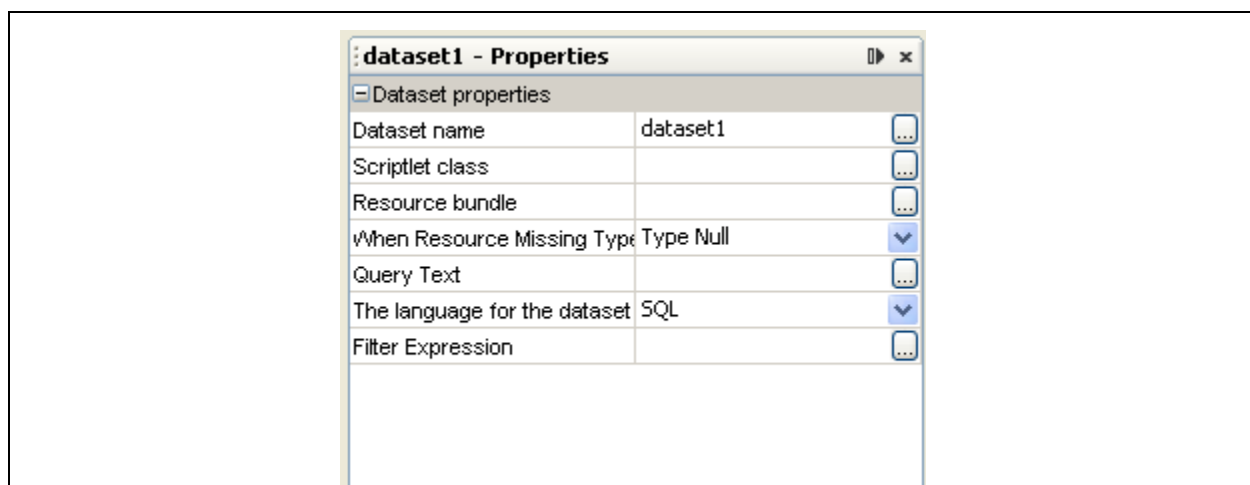 dataset1 - Properties
Dataset properties
Dataset name dataset1 ...
Scriptlet class ...
Resource bundle ...
When Resource Missing Type Type Null
Query Text ...
The language for the dataset SQL
Filter Expression ...